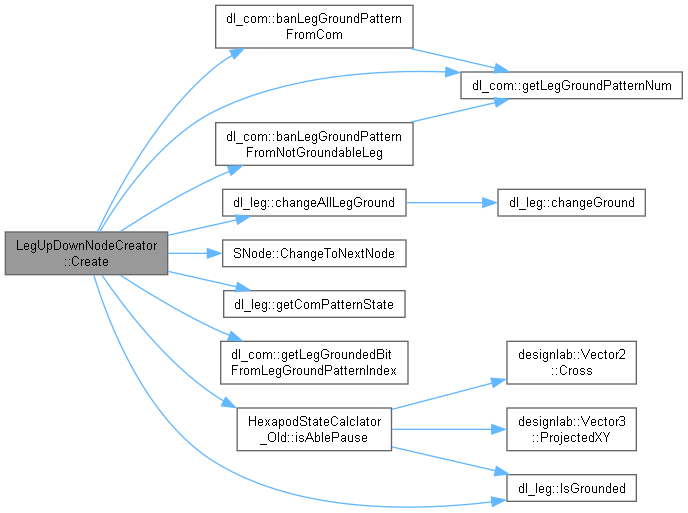 LegUpDownNodeCreator
::Create
dl_com::banLegGroundPattern
FromCom
dl_com::getLegGroundPatternNum
dl_com::banLegGroundPattern
FromNotGroundableLeg
dl_leg::changeAllLegGround
dl_leg::changeGround
SNode::ChangeToNextNode
dl_leg::getComPatternState
dl_com::getLegGroundedBit
FromLegGroundPatternIndex
HexapodStateCalclator
_Old::isAblePause
designlab::Vector2
::Cross
designlab::Vector3
::ProjectedXY
dl_leg::IsGrounded